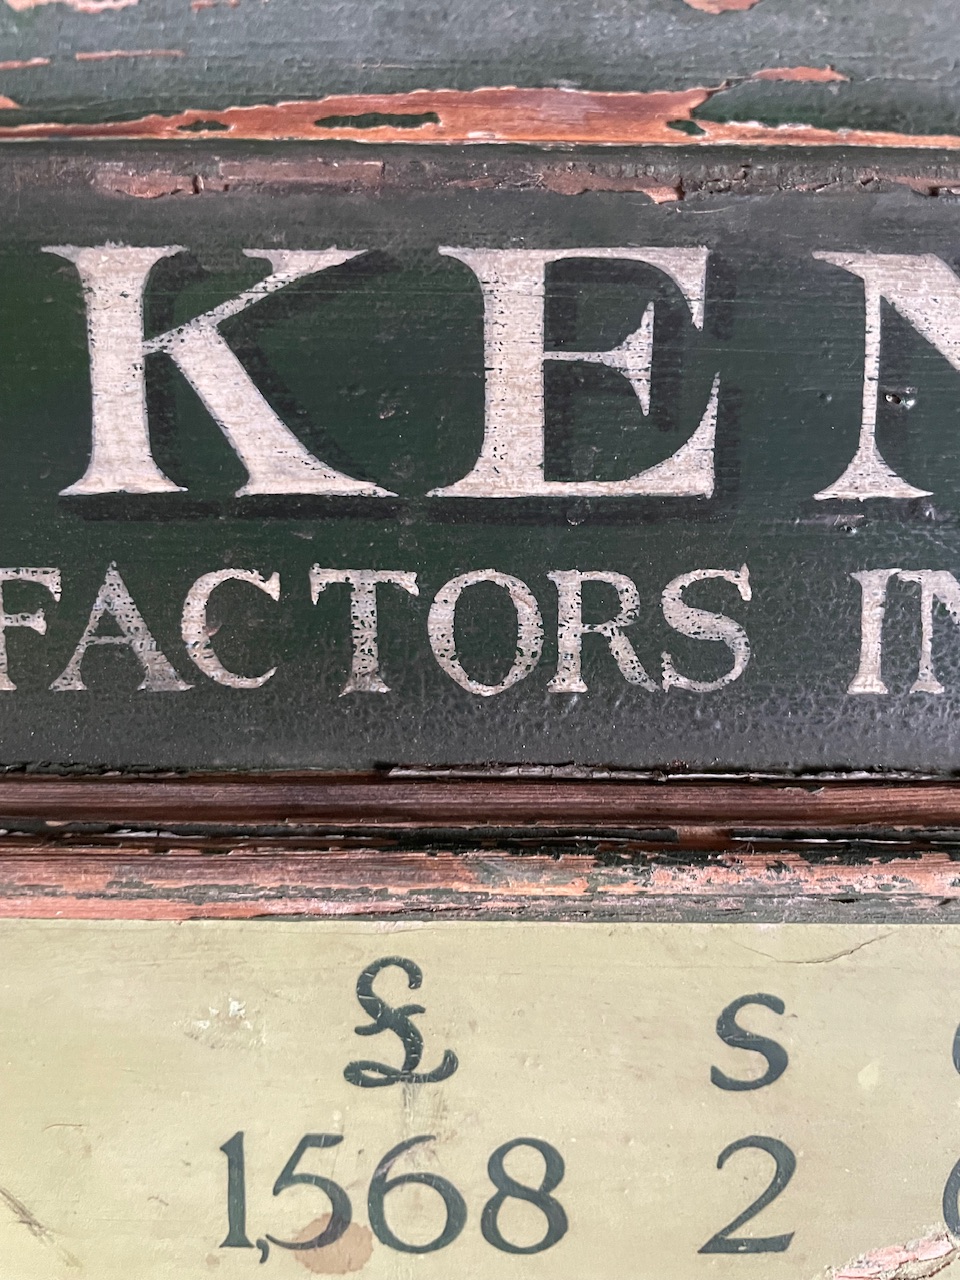 KEN
FACTORS IN
£ S
1,568 2